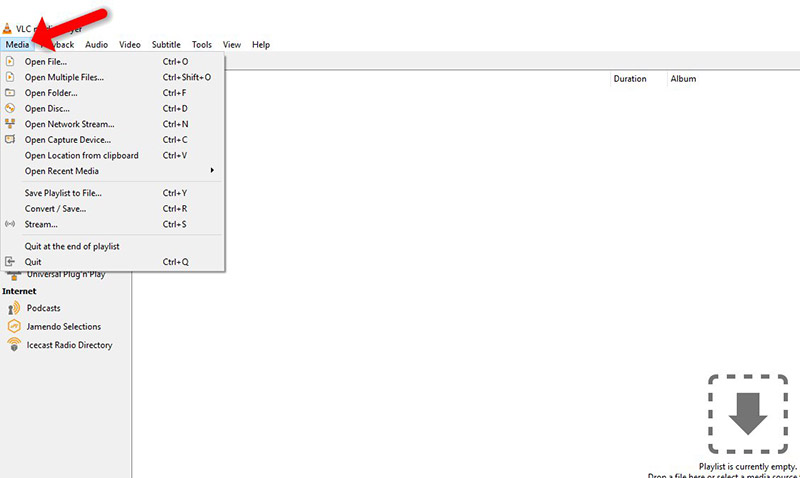 VLC
Media Playback Audio Video Subtitle Tools View Help
Open File... Ctrl+O
Open Multiple Files... Ctrl+Shift+O
Open Folder... Ctrl+F
Open Disc... Ctrl+D
Open Network Stream... Ctrl+N
Open Capture Device... Ctrl+C
Open Location from clipboard Ctrl+V
Open Recent Media
Save Playlist to File... Ctrl+Y
Convert / Save... Ctrl+R
Stream... Ctrl+S
Quit at the end of playlist
Quit Ctrl+Q
Universal Plug'n'Play
Internet
Podcasts
Jamendo Selections
Icecast Radio Directory
Duration Album
Playlist is currently empty.
Drop a file here or select a media source